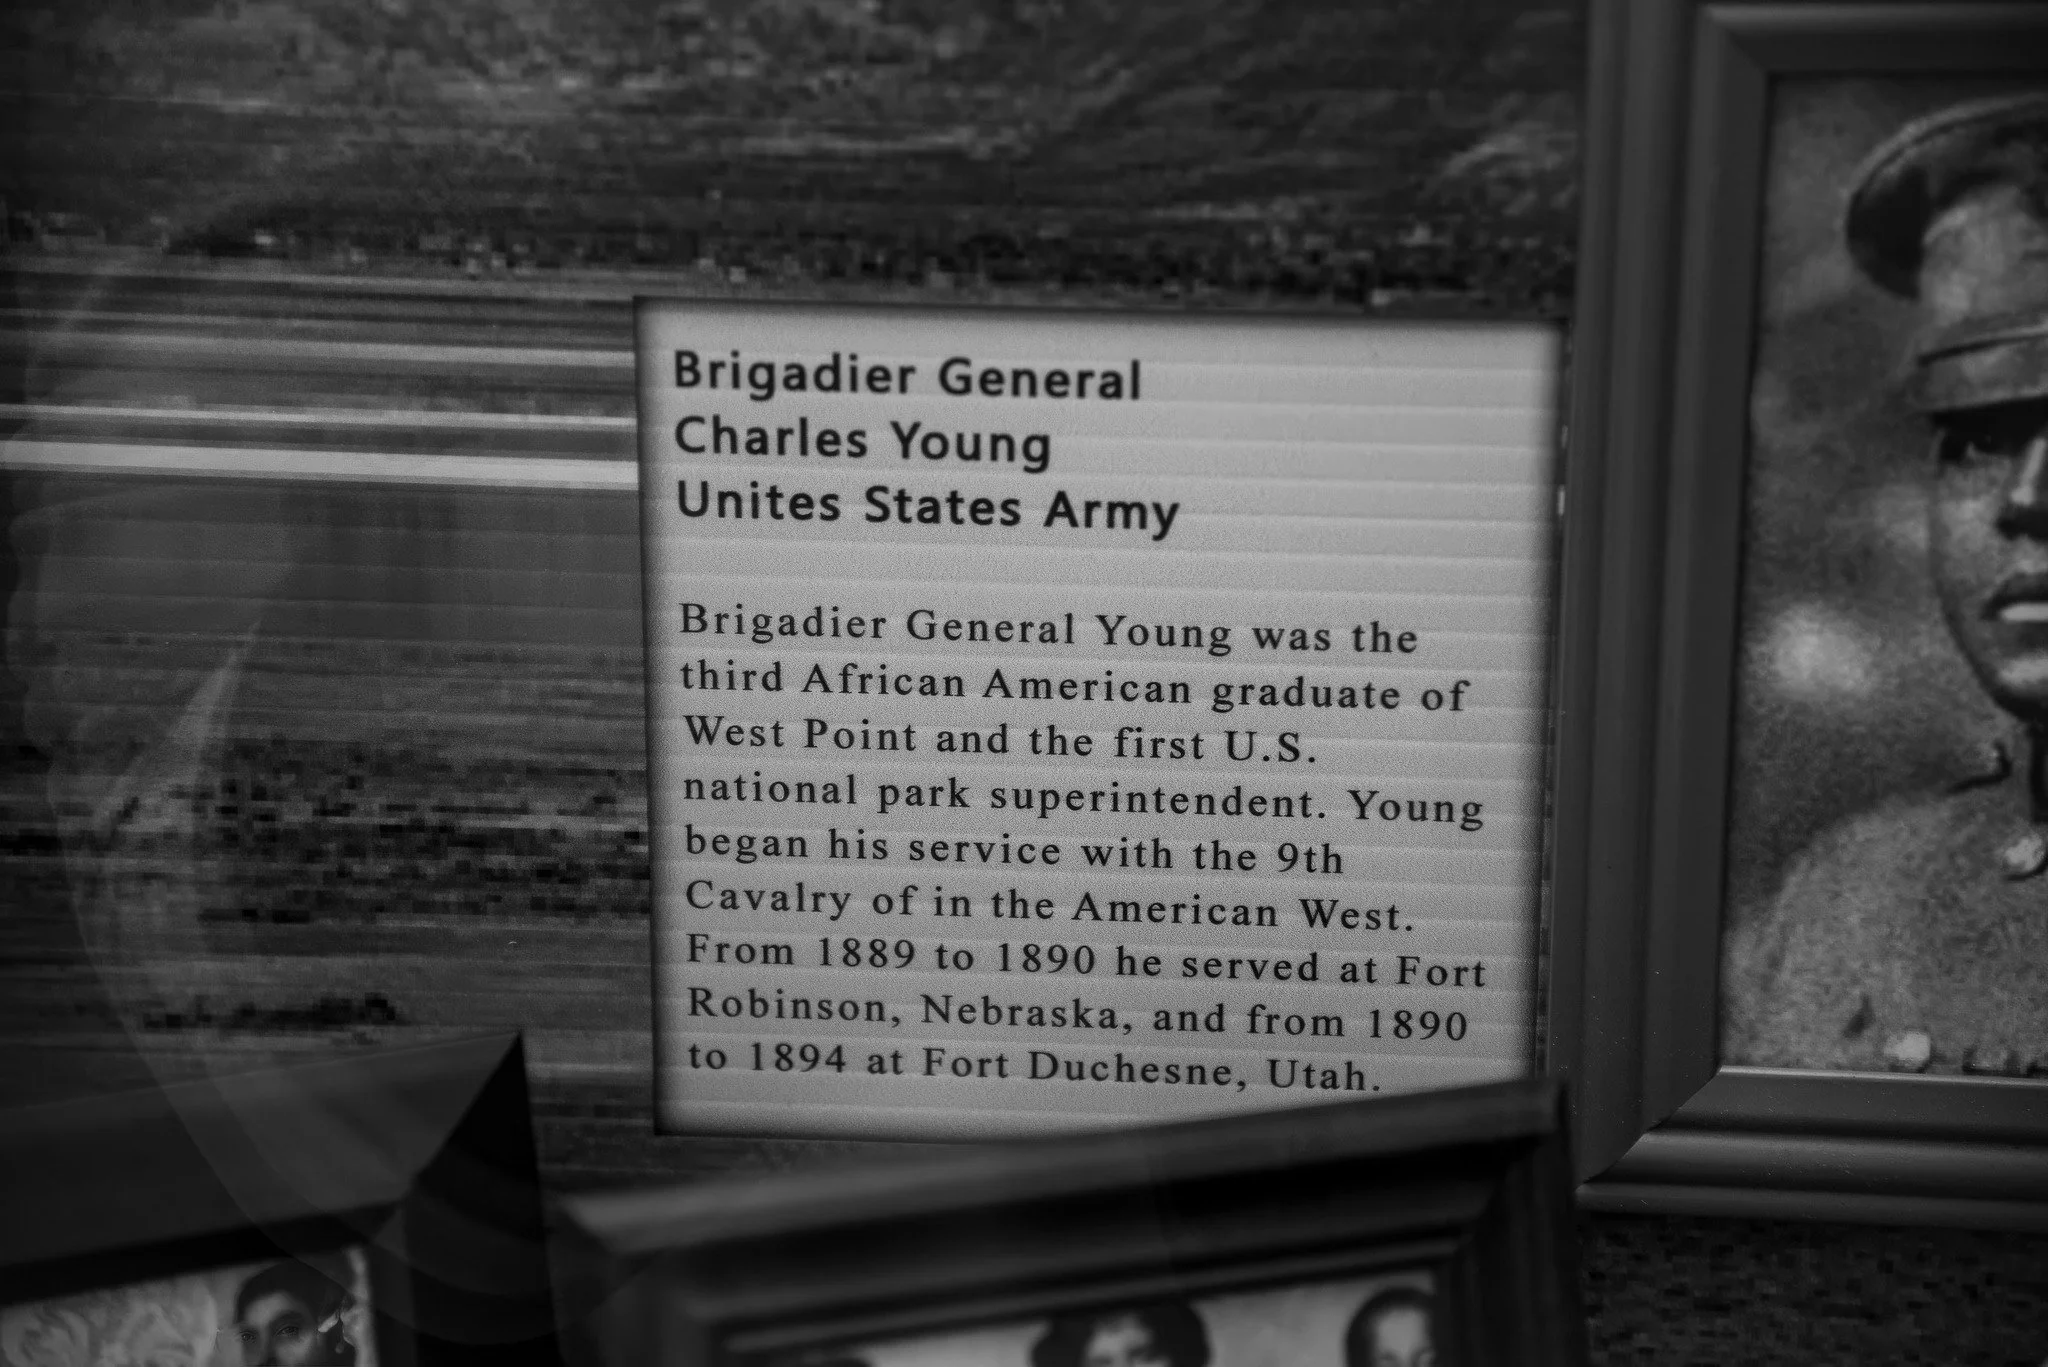 Brigadier General
Charles Young
Unites States Army
Brigadier General Young was the
third African American graduate of
West Point and the first U.S.
national park superintendent. Young
began his service with the 9th
Cavalry of in the American West.
From 1889 to 1890 he served at Fort
Robinson, Nebraska, and from 1890
to 1894 at Fort Duchesne, Utah.